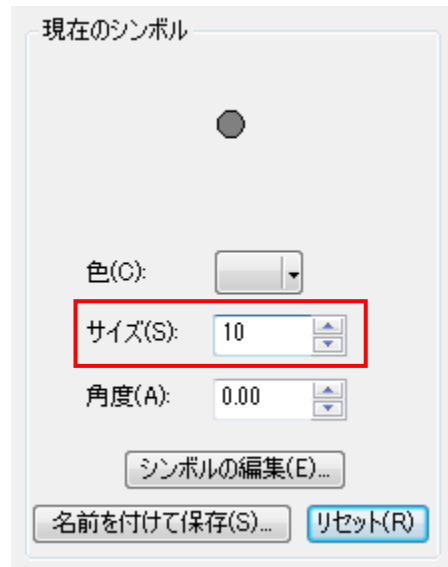 現在のシンボル
色(C):
サイズ(S): 10
角度(A): 0.00
シンボルの編集(E)...
名前を付けて保存(S)... リセット(R)